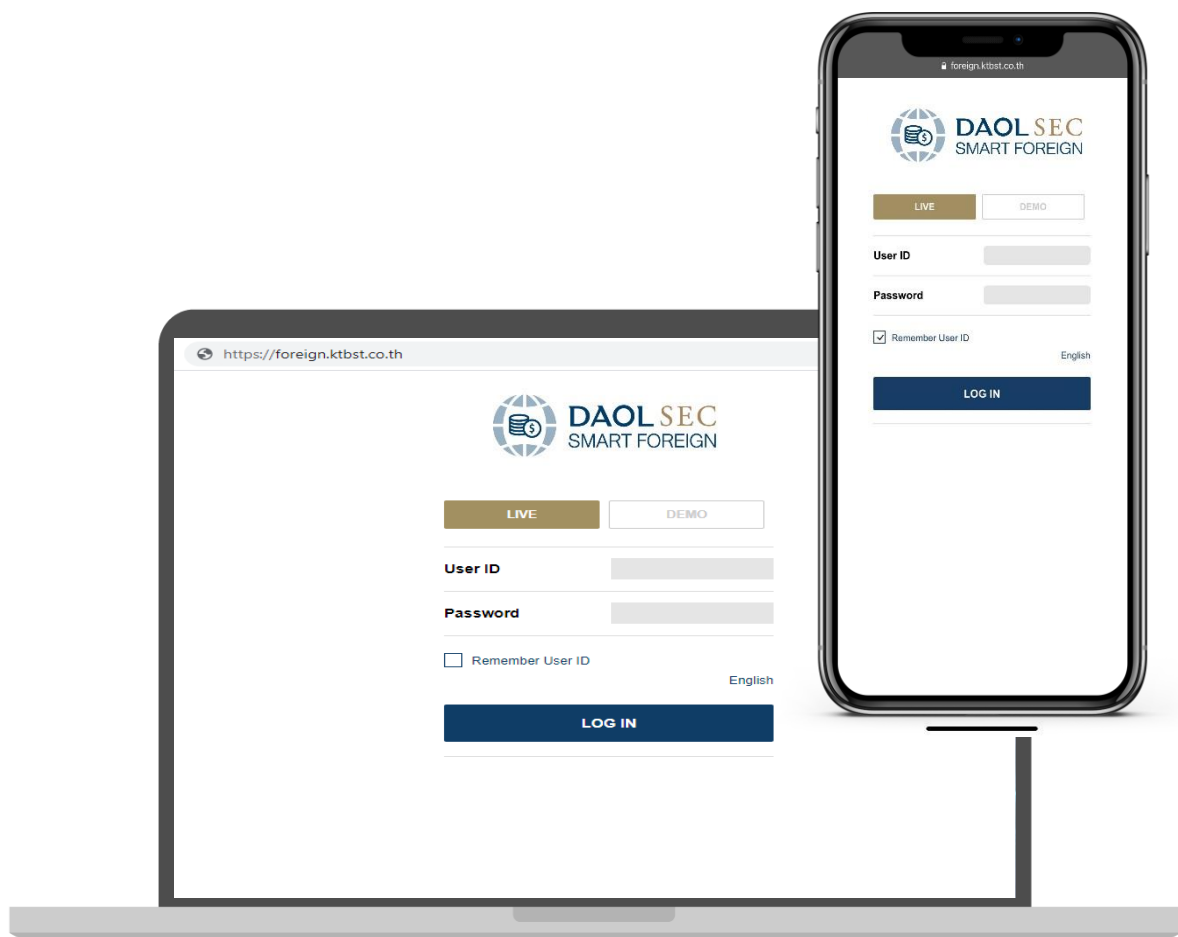 foreign.ktbst.co.th
DAOL SEC
SMART FOREIGN
LIVE DEMO
User ID
Password
Remember User ID
English
LOG IN
https://foreign.ktbst.co.th
DAOL SEC
SMART FOREIGN
LIVE DEMO
User ID
Password
Remember User ID
English
LOG IN